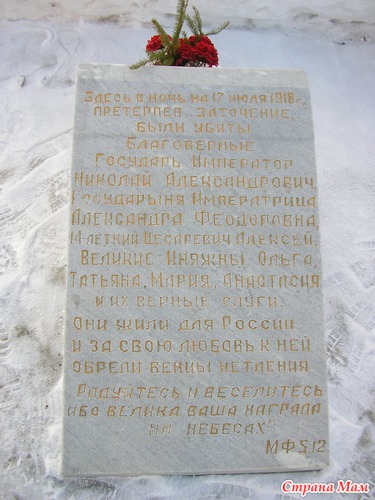 Здесь в ночь на 17 июля 1918 г.,
претерпев заточение,
были убиты
Благоверные
Государь Император
Николай Александрович,
Государыня Императрица
Александра Феодоровна,
14-летний Цесаревич Алексей,
Великие Княжны Ольга,
Татьяна, Мария, Анастасия
и их верные слуги.
Они жили для России
и за свою любовь к ней
обрели венцы нетления.
"Радуйтесь и веселитесь
ибо велика ваша награда
на небесах"
МФ 5,12.
Страна Мам